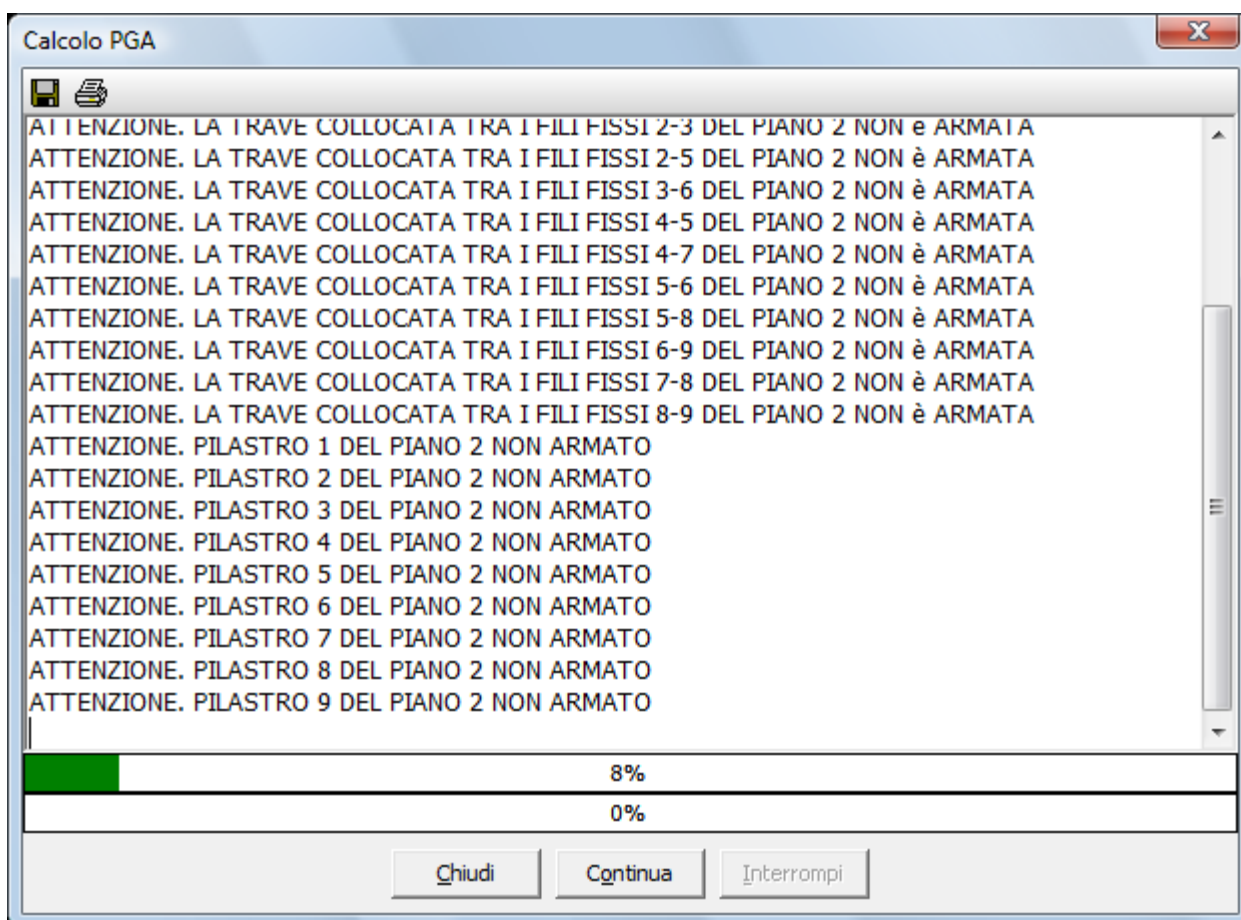 Calcolo PGA
ATTENZIONE. LA TRAVE COLLOCATA TRA I FILI FISSI 2-3 DEL PIANO 2 NON è ARMATA
ATTENZIONE. LA TRAVE COLLOCATA TRA I FILI FISSI 2-5 DEL PIANO 2 NON è ARMATA
ATTENZIONE. LA TRAVE COLLOCATA TRA I FILI FISSI 3-6 DEL PIANO 2 NON è ARMATA
ATTENZIONE. LA TRAVE COLLOCATA TRA I FILI FISSI 4-5 DEL PIANO 2 NON è ARMATA
ATTENZIONE. LA TRAVE COLLOCATA TRA I FILI FISSI 4-7 DEL PIANO 2 NON è ARMATA
ATTENZIONE. LA TRAVE COLLOCATA TRA I FILI FISSI 5-6 DEL PIANO 2 NON è ARMATA
ATTENZIONE. LA TRAVE COLLOCATA TRA I FILI FISSI 5-8 DEL PIANO 2 NON è ARMATA
ATTENZIONE. LA TRAVE COLLOCATA TRA I FILI FISSI 6-9 DEL PIANO 2 NON è ARMATA
ATTENZIONE. LA TRAVE COLLOCATA TRA I FILI FISSI 7-8 DEL PIANO 2 NON è ARMATA
ATTENZIONE. LA TRAVE COLLOCATA TRA I FILI FISSI 8-9 DEL PIANO 2 NON è ARMATA
ATTENZIONE. PILASTRO 1 DEL PIANO 2 NON ARMATO
ATTENZIONE. PILASTRO 2 DEL PIANO 2 NON ARMATO
ATTENZIONE. PILASTRO 3 DEL PIANO 2 NON ARMATO
ATTENZIONE. PILASTRO 4 DEL PIANO 2 NON ARMATO
ATTENZIONE. PILASTRO 5 DEL PIANO 2 NON ARMATO
ATTENZIONE. PILASTRO 6 DEL PIANO 2 NON ARMATO
ATTENZIONE. PILASTRO 7 DEL PIANO 2 NON ARMATO
ATTENZIONE. PILASTRO 8 DEL PIANO 2 NON ARMATO
ATTENZIONE. PILASTRO 9 DEL PIANO 2 NON ARMATO
8%
0%
Chiudi Continua Interrompi